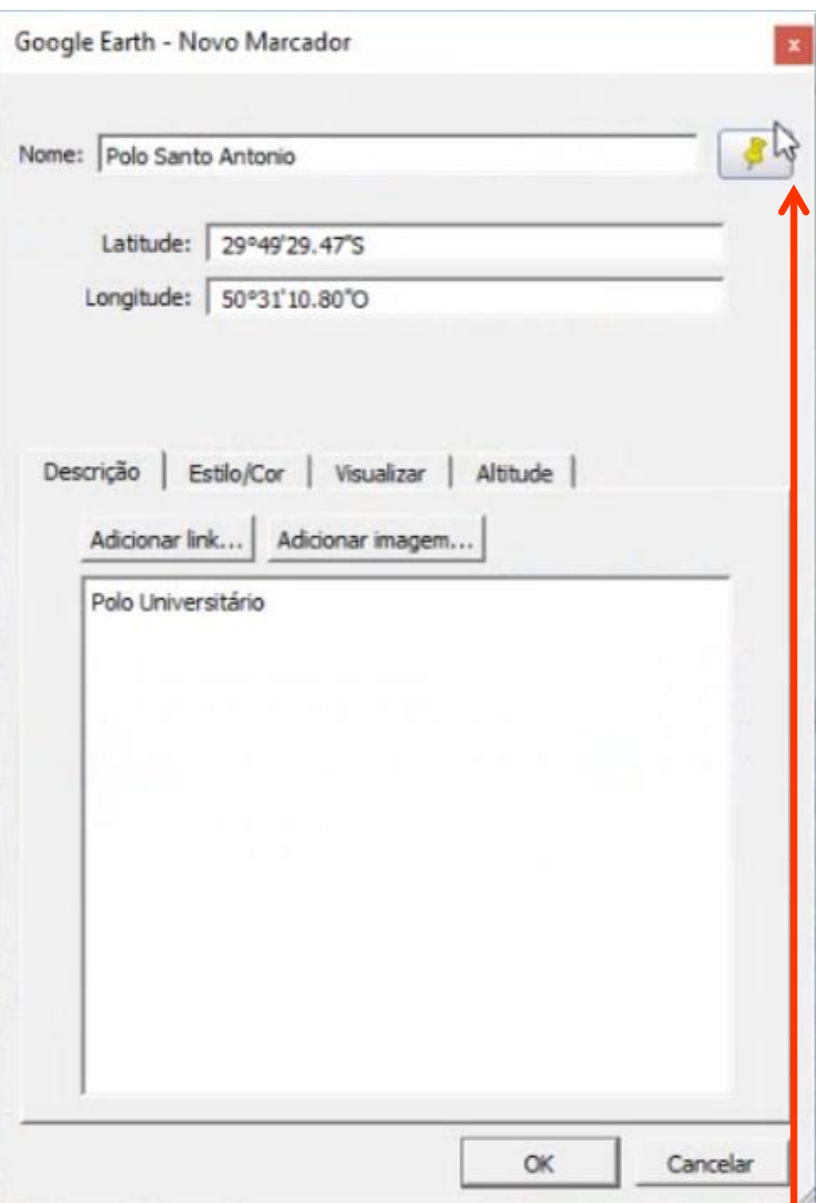 Google Earth - Novo Marcador
x
Nome: Polo Santo Antonio
Latitude: 29°49'29.47"S
Longitude: 50°31'10.80"O
Descrição Estilo/Cor Visualizar Altitude
Adicionar link... Adicionar imagem...
Polo Universitário
OK Cancelar